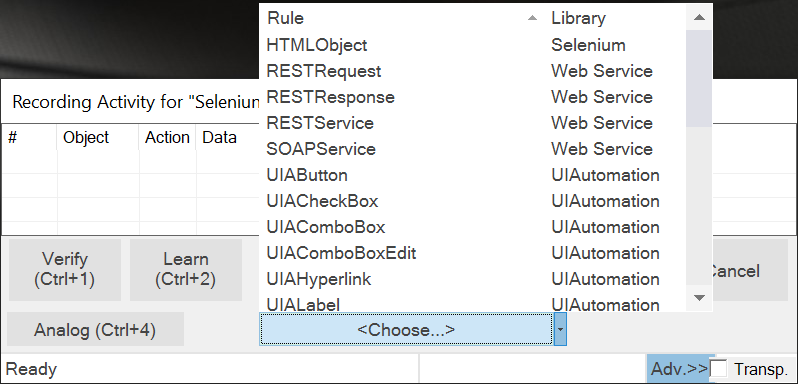 Rule Library
HTMLObject Selenium
RESTRequest Web Service
RESTResponse Web Service
RESTService Web Service
SOAPService Web Service
UIAButton UIAutomation
UIACheckBox UIAutomation
UIAComboBox UIAutomation
UIAComboBoxEdit UIAutomation
UIAHyperlink UIAutomation
UIALabel UIAutomation
<Choose...>
Recording Activity for "Selenium
# Object Action Data
Verify
(Ctrl+1)
Learn
(Ctrl+2)
Cancel
Analog (Ctrl+4)
Ready Adv.>> Transp.